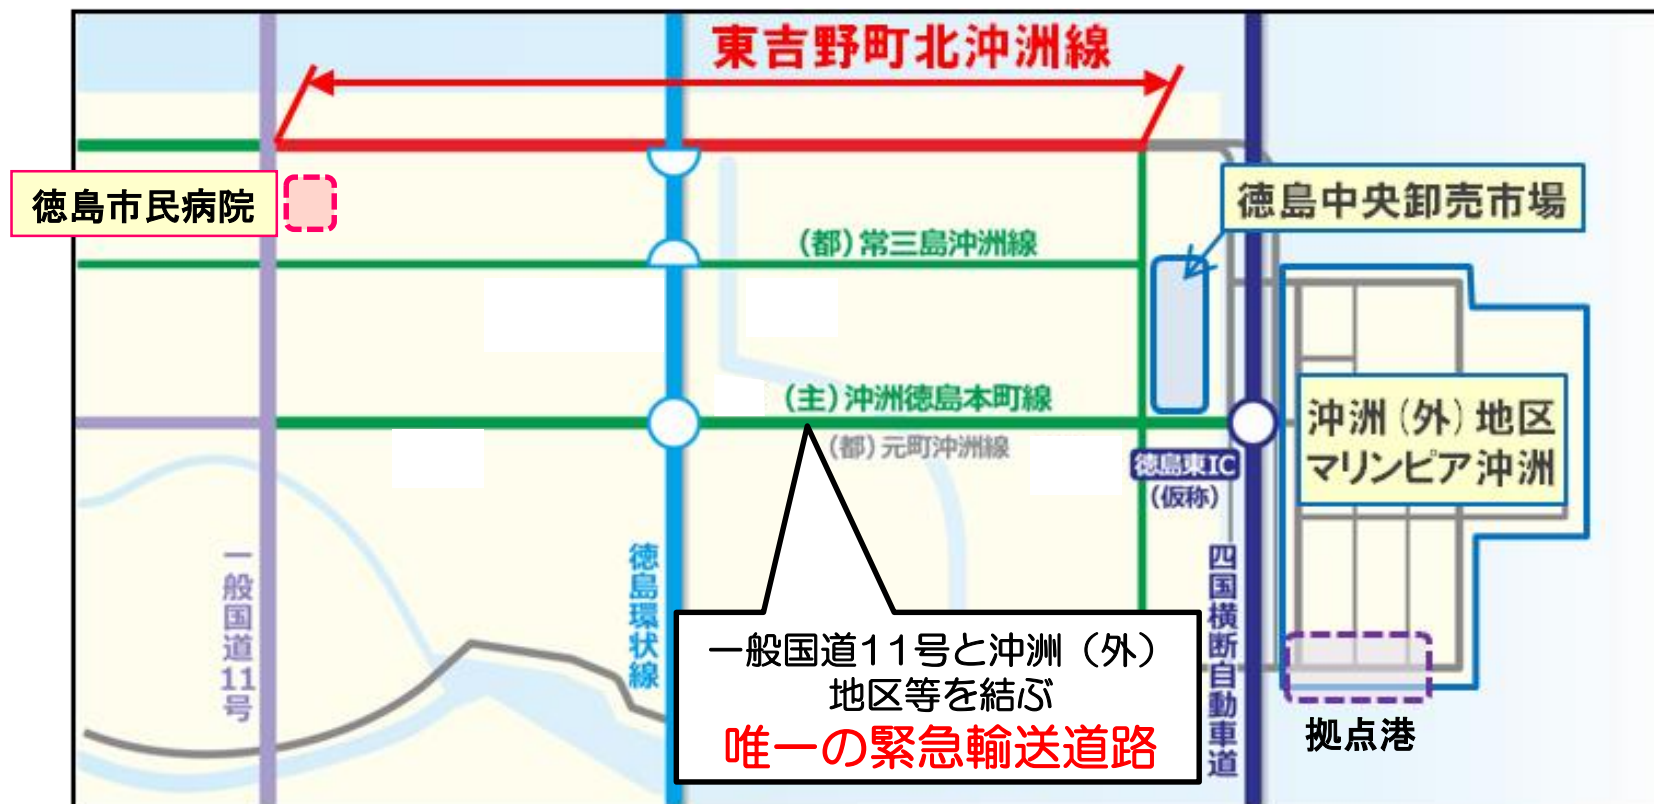 東吉野町北沖洲線
徳島市民病院
徳島中央卸売市場
(都)常三島沖洲線
(主)沖洲徳島本町線
(都)元町沖洲線
徳島東IC
(仮称)
沖洲(外)地区
マリンピア沖洲
一般国道11号
徳島環状線
四国横断自動車道
一般国道11号と沖洲(外)
地区等を結ぶ
唯一の緊急輸送道路
拠点港